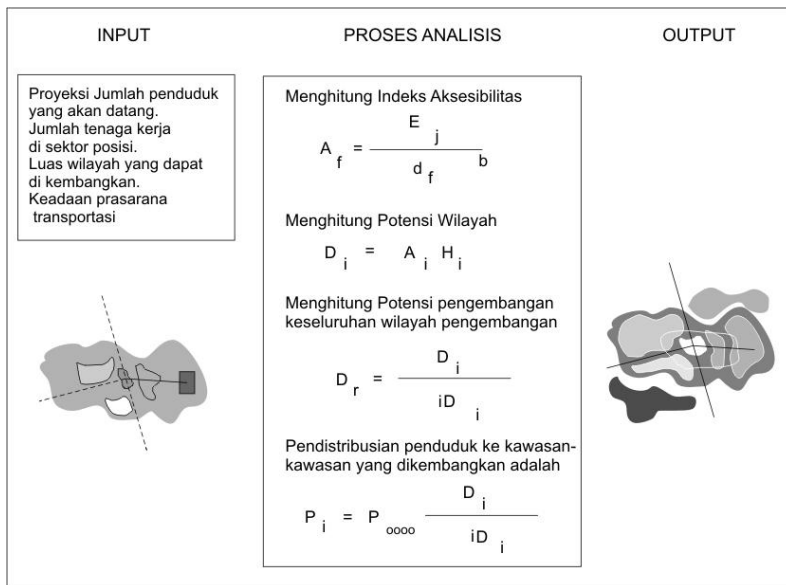 INPUT
PROSES ANALISIS
OUTPUT
Proyeksi Jumlah penduduk
yang akan datang.
Jumlah tenaga kerja
di sektor posisi.
Luas wilayah yang dapat
di kembangkan.
Keadaan prasarana
transportasi
Menghitung Indeks Aksesibilitas
A f = E j / d f b
Menghitung Potensi Wilayah
D i = A i H i
Menghitung Potensi pengembangan
keseluruhan wilayah pengembangan
D r = D i / iD i
Pendistribusian penduduk ke kawasan-
kawasan yang dikembangkan adalah
P i = P oooo D i / iD i